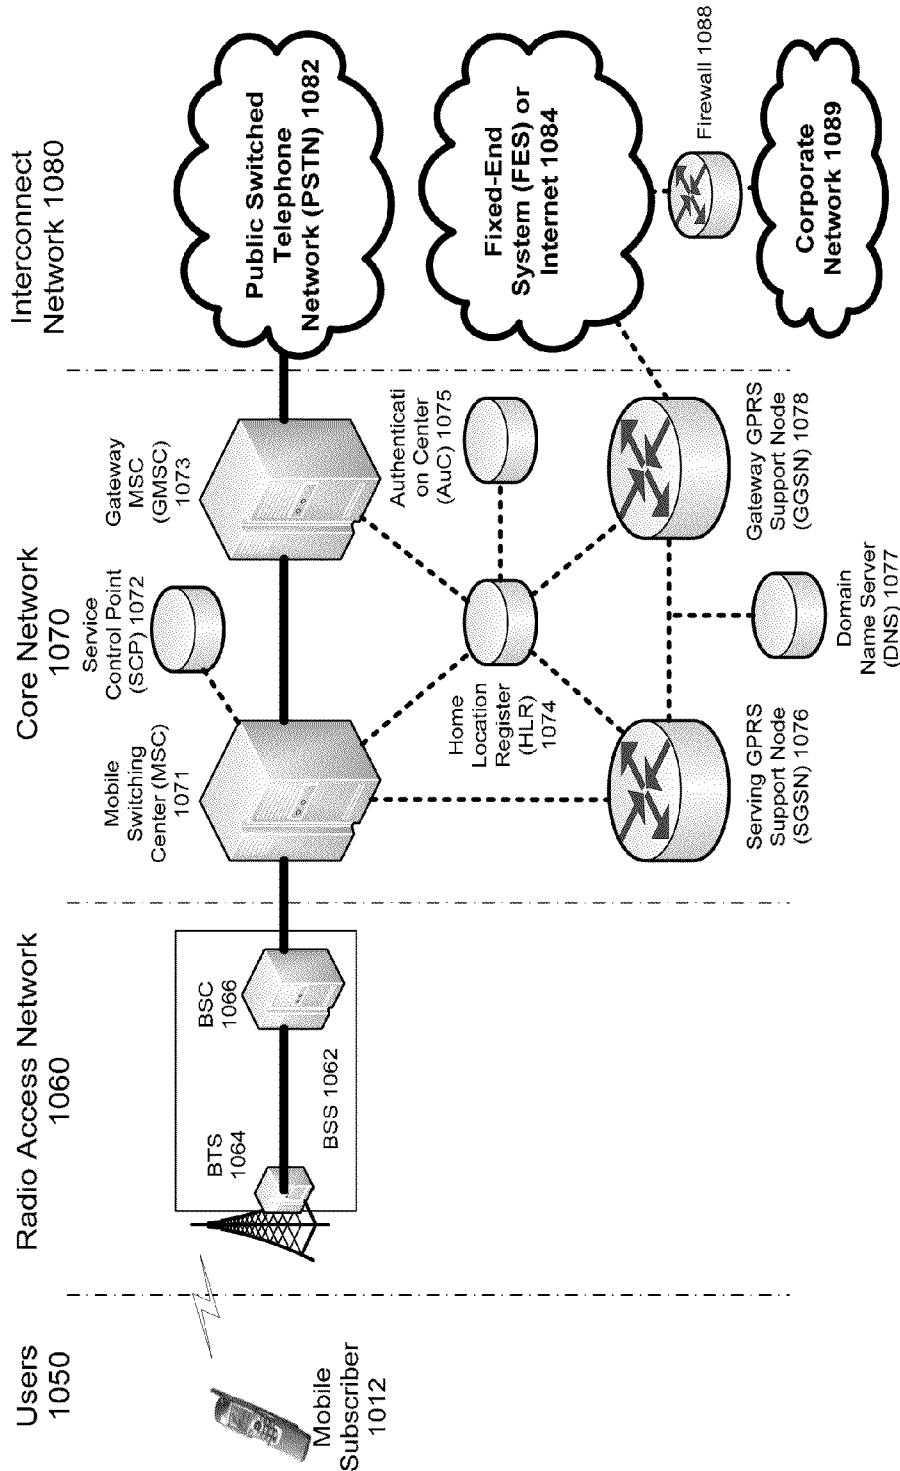 Users
1050
Radio Access Network
1060
Core Network
1070
Interconnect
Network 1080
Mobile
Subscriber
1012
BTS
1064
BSC
1066
BSS 1062
Mobile
Switching
Center (MSC)
1071
Service
Control Point
(SCP) 1072
Gateway
MSC
(GMSC)
1073
Home
Location
Register
(HLR)
1074
Authenticati
on Center
(AuC) 1075
Serving GPRS
Support Node
(SGSN) 1076
Domain
Name Server
(DNS) 1077
Gateway GPRS
Support Node
(GGSN) 1078
Public Switched
Telephone
Network (PSTN) 1082
Fixed-End
System (FES) or
Internet 1084
Firewall 1088
Corporate
Network 1089